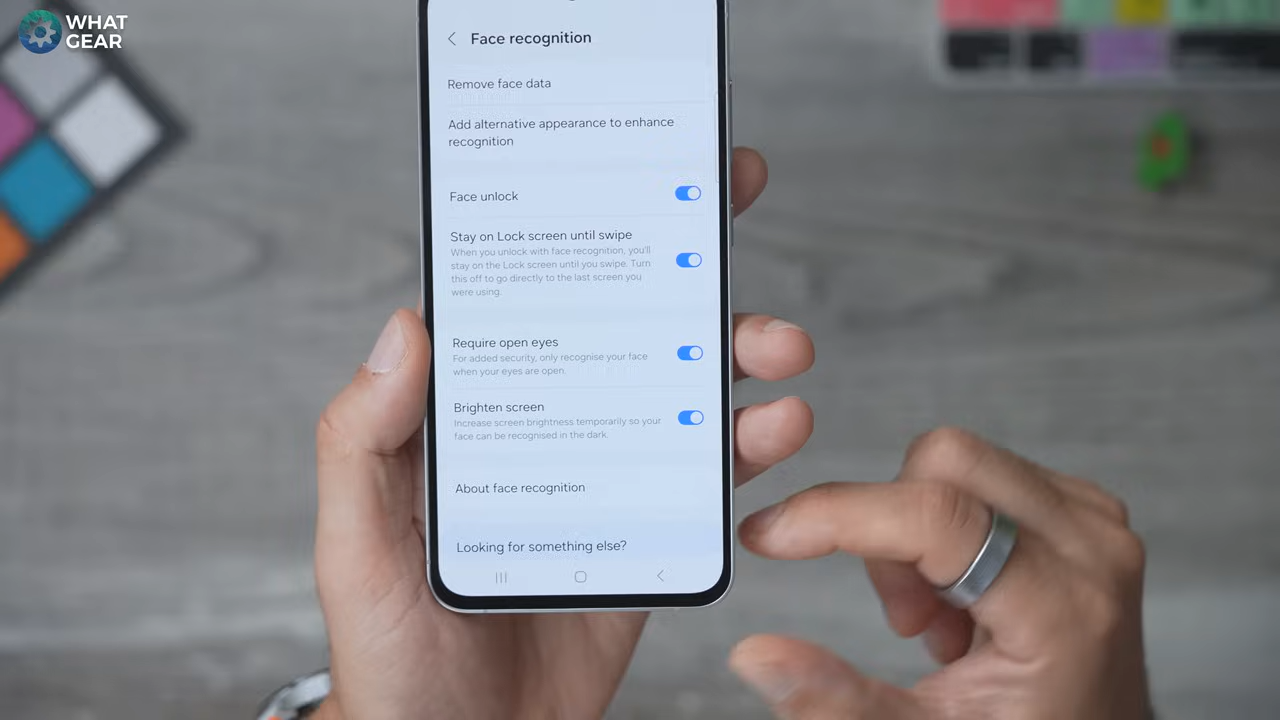 WHAT
GEAR
Face recognition
Remove face data
Add alternative appearance to enhance
recognition
Face unlock
Stay on Lock screen until swipe
When you unlock with face recognition, you'll
stay on the Lock screen until you swipe. Turn
this off to go directly to the last screen you
were using.
Require open eyes
For added security, only recognise your face
when your eyes are open.
Brighten screen
Increase screen brightness temporarily so your
face can be recognised in the dark.
About face recognition
Looking for something else?